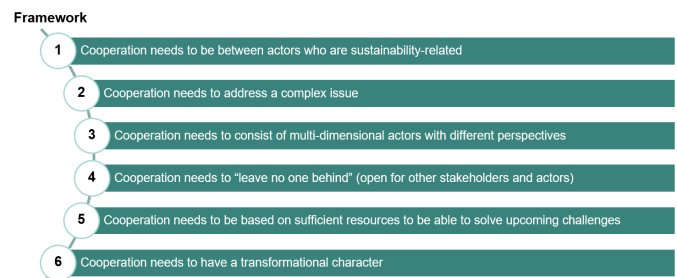 Framework
1 Cooperation needs to be between actors who are sustainability-related
2 Cooperation needs to address a complex issue
3 Cooperation needs to consist of multi-dimensional actors with different perspectives
4 Cooperation needs to “leave no one behind” (open for other stakeholders and actors)
5 Cooperation needs to be based on sufficient resources to be able to solve upcoming challenges
6 Cooperation needs to have a transformational character